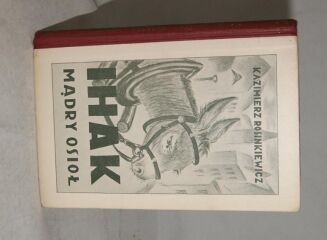 IHAK
MĄDRY OSIOŁ
KAZIMIERZ ROSINKIEWICZ